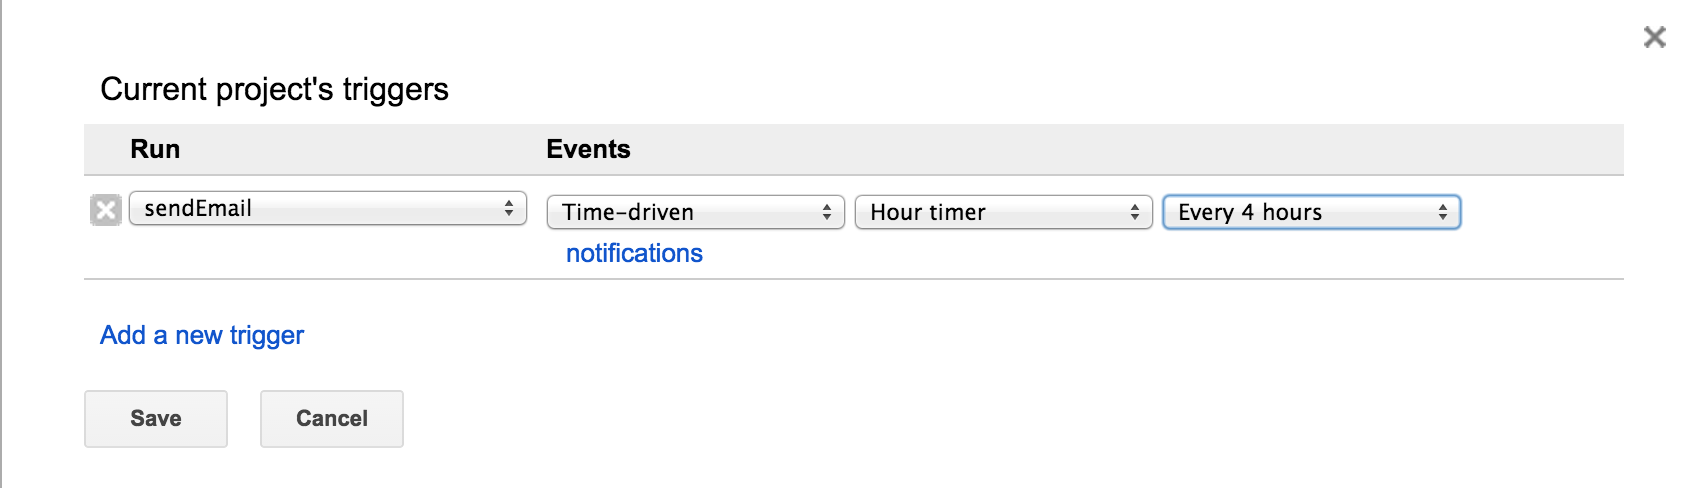 Current project's triggers
Run Events
sendEmail Time-driven Hour timer Every 4 hours
notifications
Add a new trigger
Save Cancel